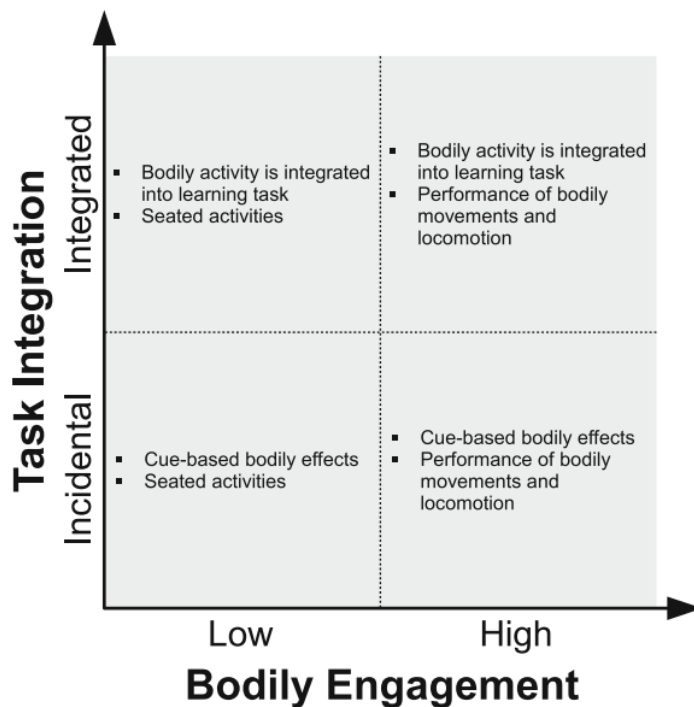 Task Integration
Integrated
Incidental
▪ Bodily activity is integrated
into learning task
▪ Seated activities
▪ Bodily activity is integrated
into learning task
▪ Performance of bodily
movements and
locomotion
▪ Cue-based bodily effects
▪ Seated activities
▪ Cue-based bodily effects
▪ Performance of bodily
movements and
locomotion
Low
High
Bodily Engagement